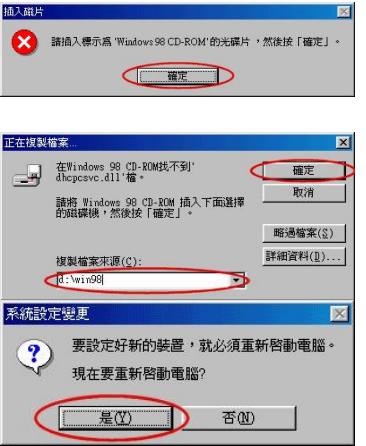 插入磁片
請插入標示為 'Windows 98 CD-ROM'的光碟片，然後按「確定」。
確定
正在複製檔案...
在Windows 98 CD-ROM找不到'
dhcpcsvc.dll'檔。
請將 Windows 98 CD-ROM 插入下面選擇
的磁碟機，然後按「確定」。
複製檔案來源(C):
d:\win98
確定
取消
略過檔案(S)
詳細資料(D)...
系統設定變更
要設定好新的裝置，就必須重新啓動電腦。
現在要重新啓動電腦?
是(Y)
否(N)